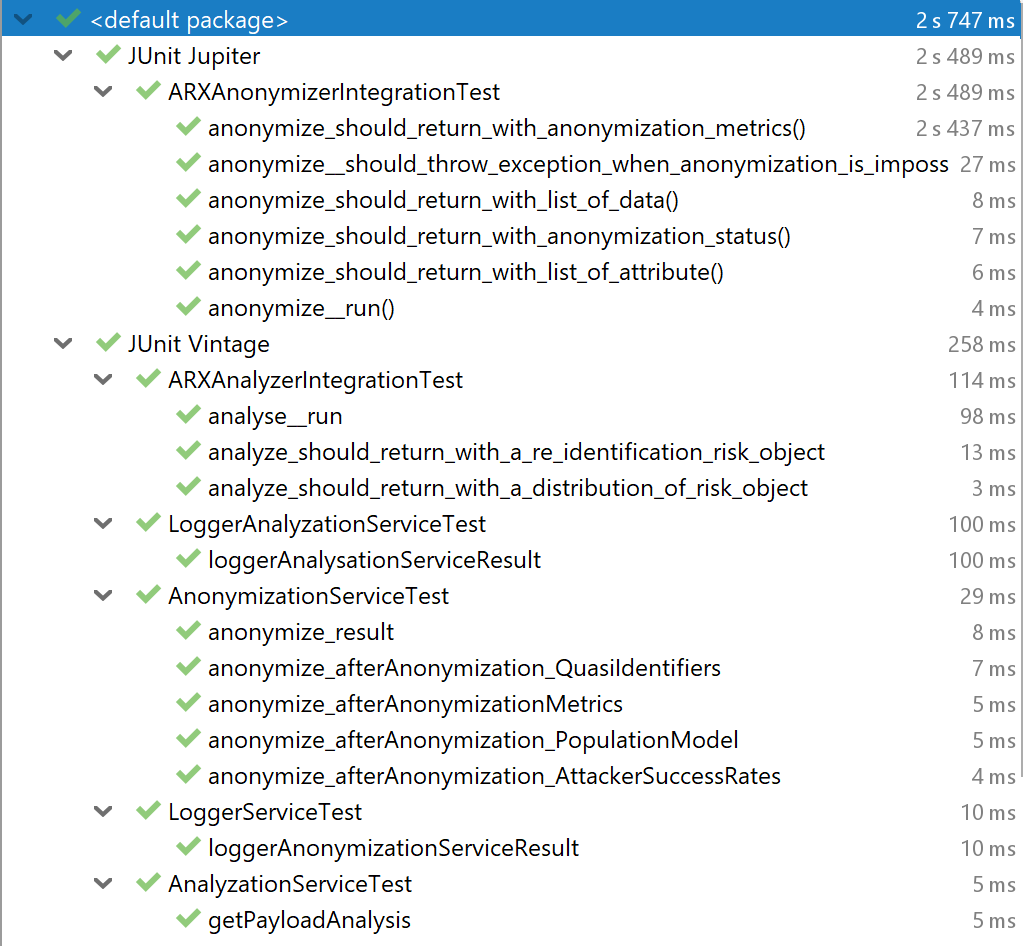 <default package> 2 s 747 ms
JUnit Jupiter 2 s 489 ms
ARXAnonymizerIntegrationTest 2 s 489 ms
anonymize_should_return_with_anonymization_metrics() 2 s 437 ms
anonymize__should_throw_exception_when_anonymization_is_imposs 27 ms
anonymize_should_return_with_list_of_data() 8 ms
anonymize_should_return_with_anonymization_status() 7 ms
anonymize_should_return_with_list_of_attribute() 6 ms
anonymize__run() 4 ms
JUnit Vintage 258 ms
ARXAnalyzerIntegrationTest 114 ms
analyse__run 98 ms
analyze_should_return_with_a_re_identification_risk_object 13 ms
analyze_should_return_with_a_distribution_of_risk_object 3 ms
LoggerAnalyzationServiceTest 100 ms
loggerAnalysationServiceResult 100 ms
AnonymizationServiceTest 29 ms
anonymize_result 8 ms
anonymize_afterAnonymization_QuasiIdentifiers 7 ms
anonymize_afterAnonymizationMetrics 5 ms
anonymize_afterAnonymization_PopulationModel 5 ms
anonymize_afterAnonymization_AttackerSuccessRates 4 ms
LoggerServiceTest 10 ms
loggerAnonymizationServiceResult 10 ms
AnalyzationServiceTest 5 ms
getPayloadAnalysis 5 ms